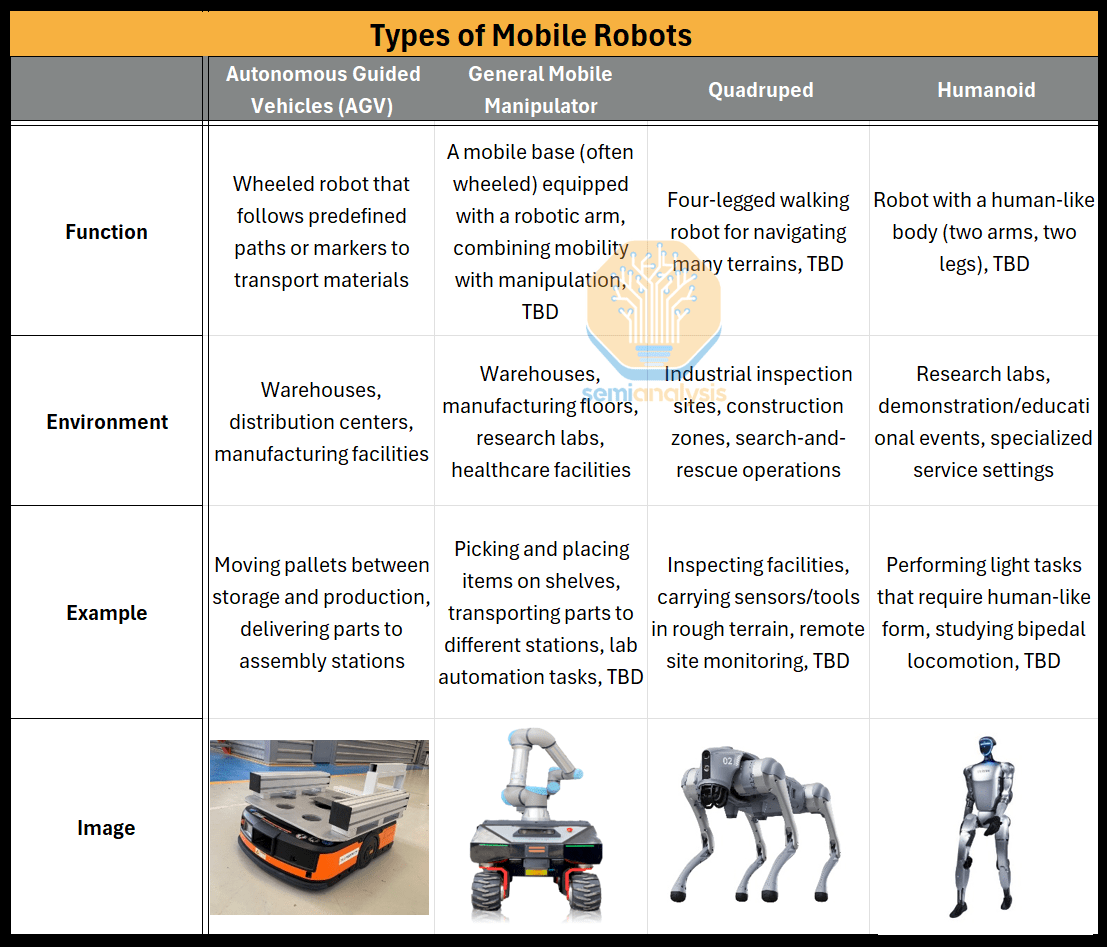 Types of Mobile Robots
Autonomous Guided
Vehicles (AGV)
General Mobile
Manipulator
Quadruped
Humanoid
Function
Wheeled robot that
follows predefined
paths or markers to
transport materials
A mobile base (often
wheeled) equipped
with a robotic arm,
combining mobility
with manipulation,
TBD
Four-legged walking
robot for navigating
many terrains, TBD
Robot with a human-like
body (two arms, two
legs), TBD
semianalysis
Environment
Warehouses,
distribution centers,
manufacturing facilities
Warehouses,
manufacturing floors,
research labs,
healthcare facilities
Industrial inspection
sites, construction
zones, search-and-
rescue operations
Research labs,
demonstration/educati
onal events, specialized
service settings
Example
Moving pallets between
storage and production,
delivering parts to
assembly stations
Picking and placing
items on shelves,
transporting parts to
different stations, lab
automation tasks, TBD
Inspecting facilities,
carrying sensors/tools
in rough terrain, remote
site monitoring, TBD
Performing light tasks
that require human-like
form, studying bipedal
locomotion, TBD
Image
02